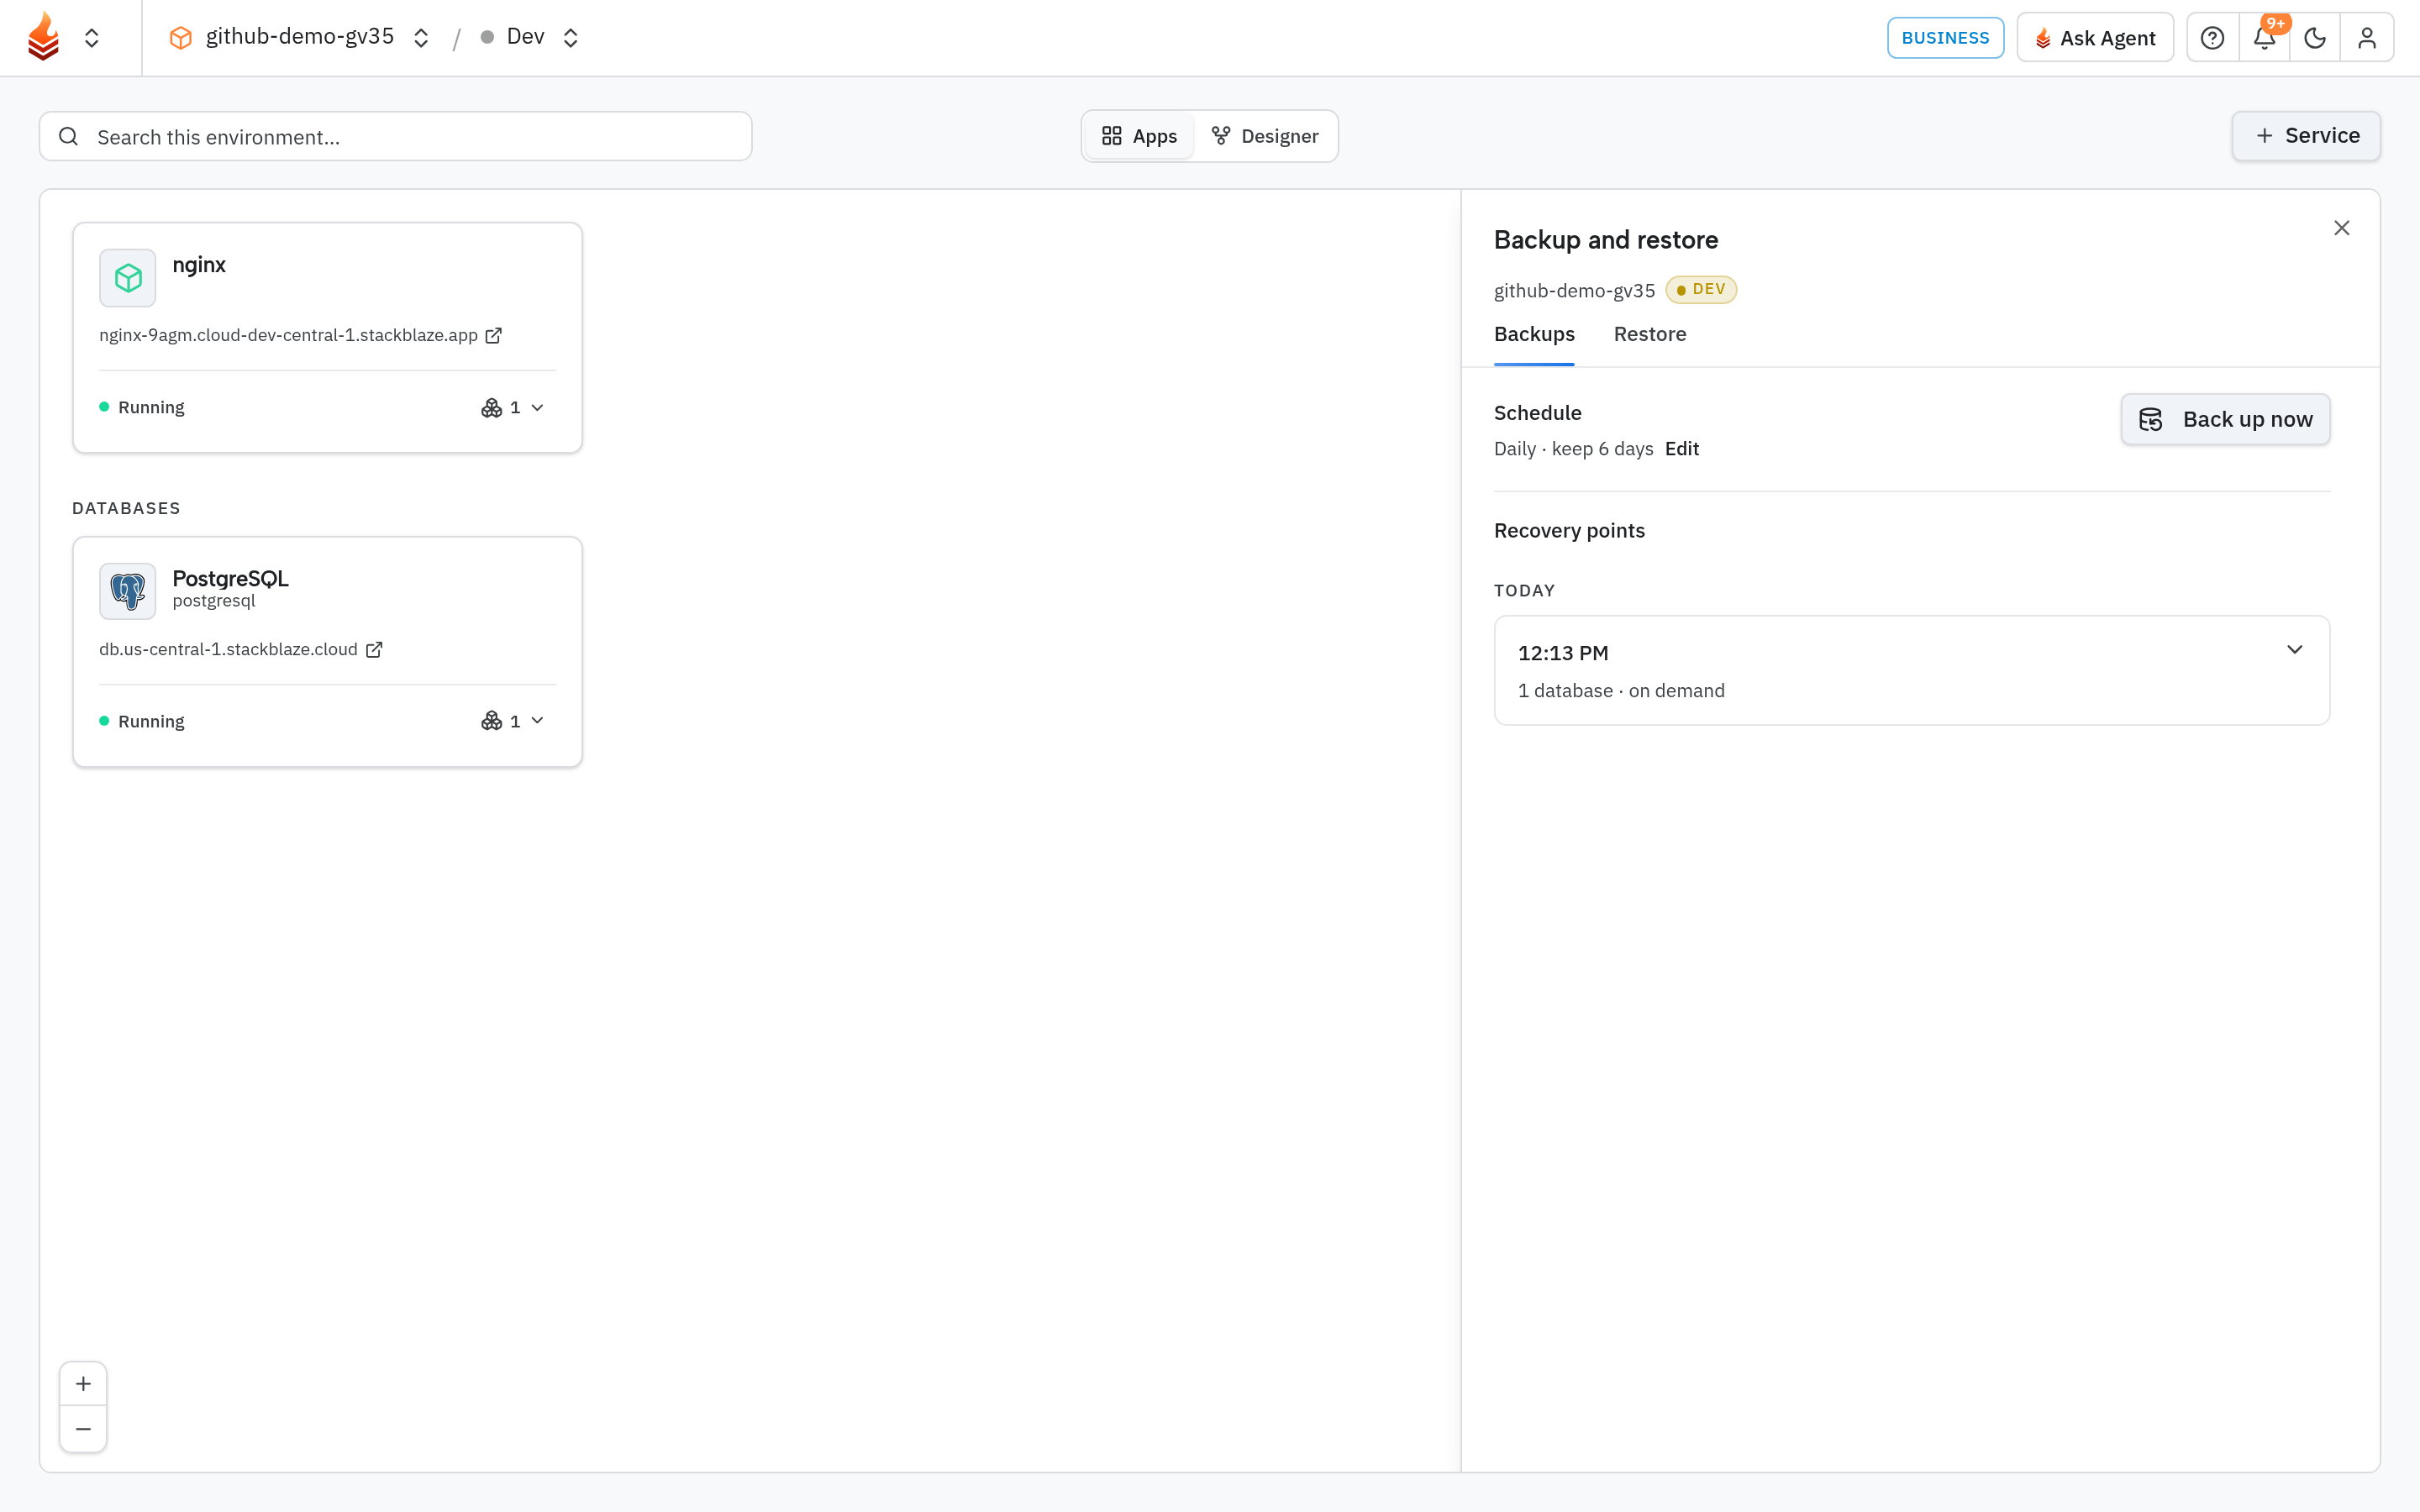 github-demo-gv35 / Dev
BUSINESS
Ask Agent
9+
Search this environment...
Apps
Designer
+ Service
nginx
nginx-9agm.cloud-dev-central-1.stackblaze.app
Running
1
DATABASES
PostgreSQL
postgresql
db.us-central-1.stackblaze.cloud
Running
1
+
−
Backup and restore
github-demo-gv35 DEV
Backups Restore
Schedule
Daily · keep 6 days Edit
Back up now
Recovery points
TODAY
12:13 PM
1 database · on demand